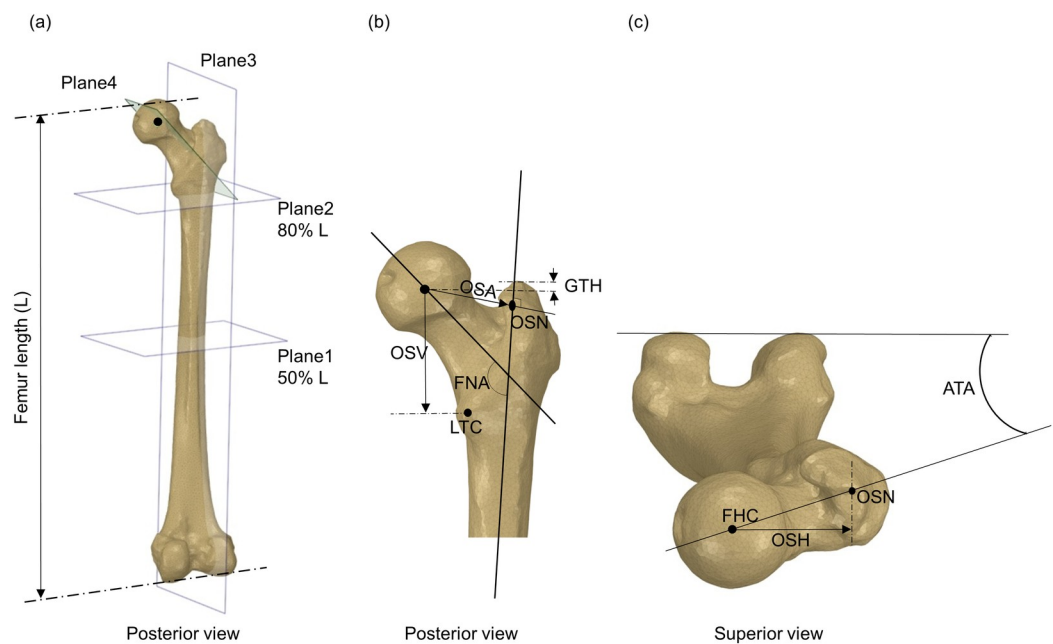 (a)
Plane3
Plane4
Femur length (L)
Plane2
80% L
Plane1
50% L
Posterior view
(b)
OSA
GTH
OSN
OSV
FNA
LTC
Posterior view
(c)
ATA
OSN
FHC
OSH
Superior view